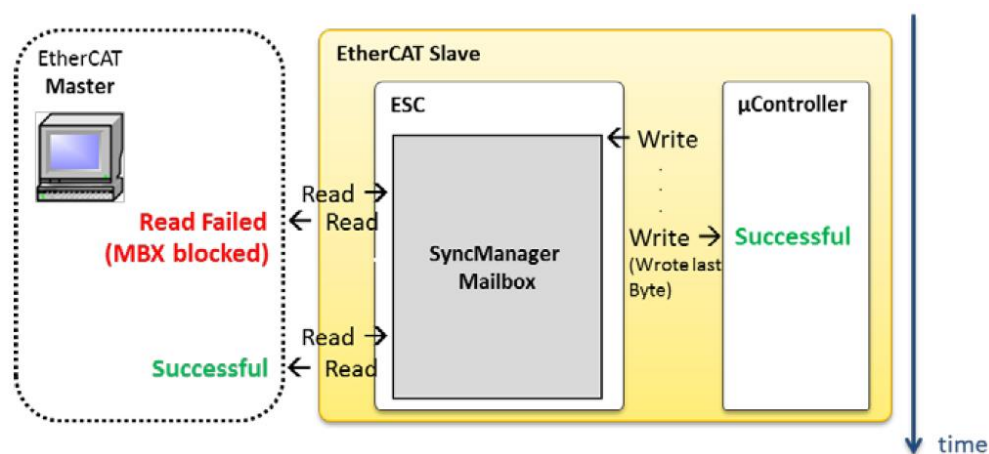 EtherCAT
Master
EtherCAT Slave
ESC
µController
← Write
.
.
.
Read →
← Read
Read Failed
(MBX blocked)
Write → Successful
(Wrote last
Byte)
SyncManager
Mailbox
Read →
Successful ← Read
time